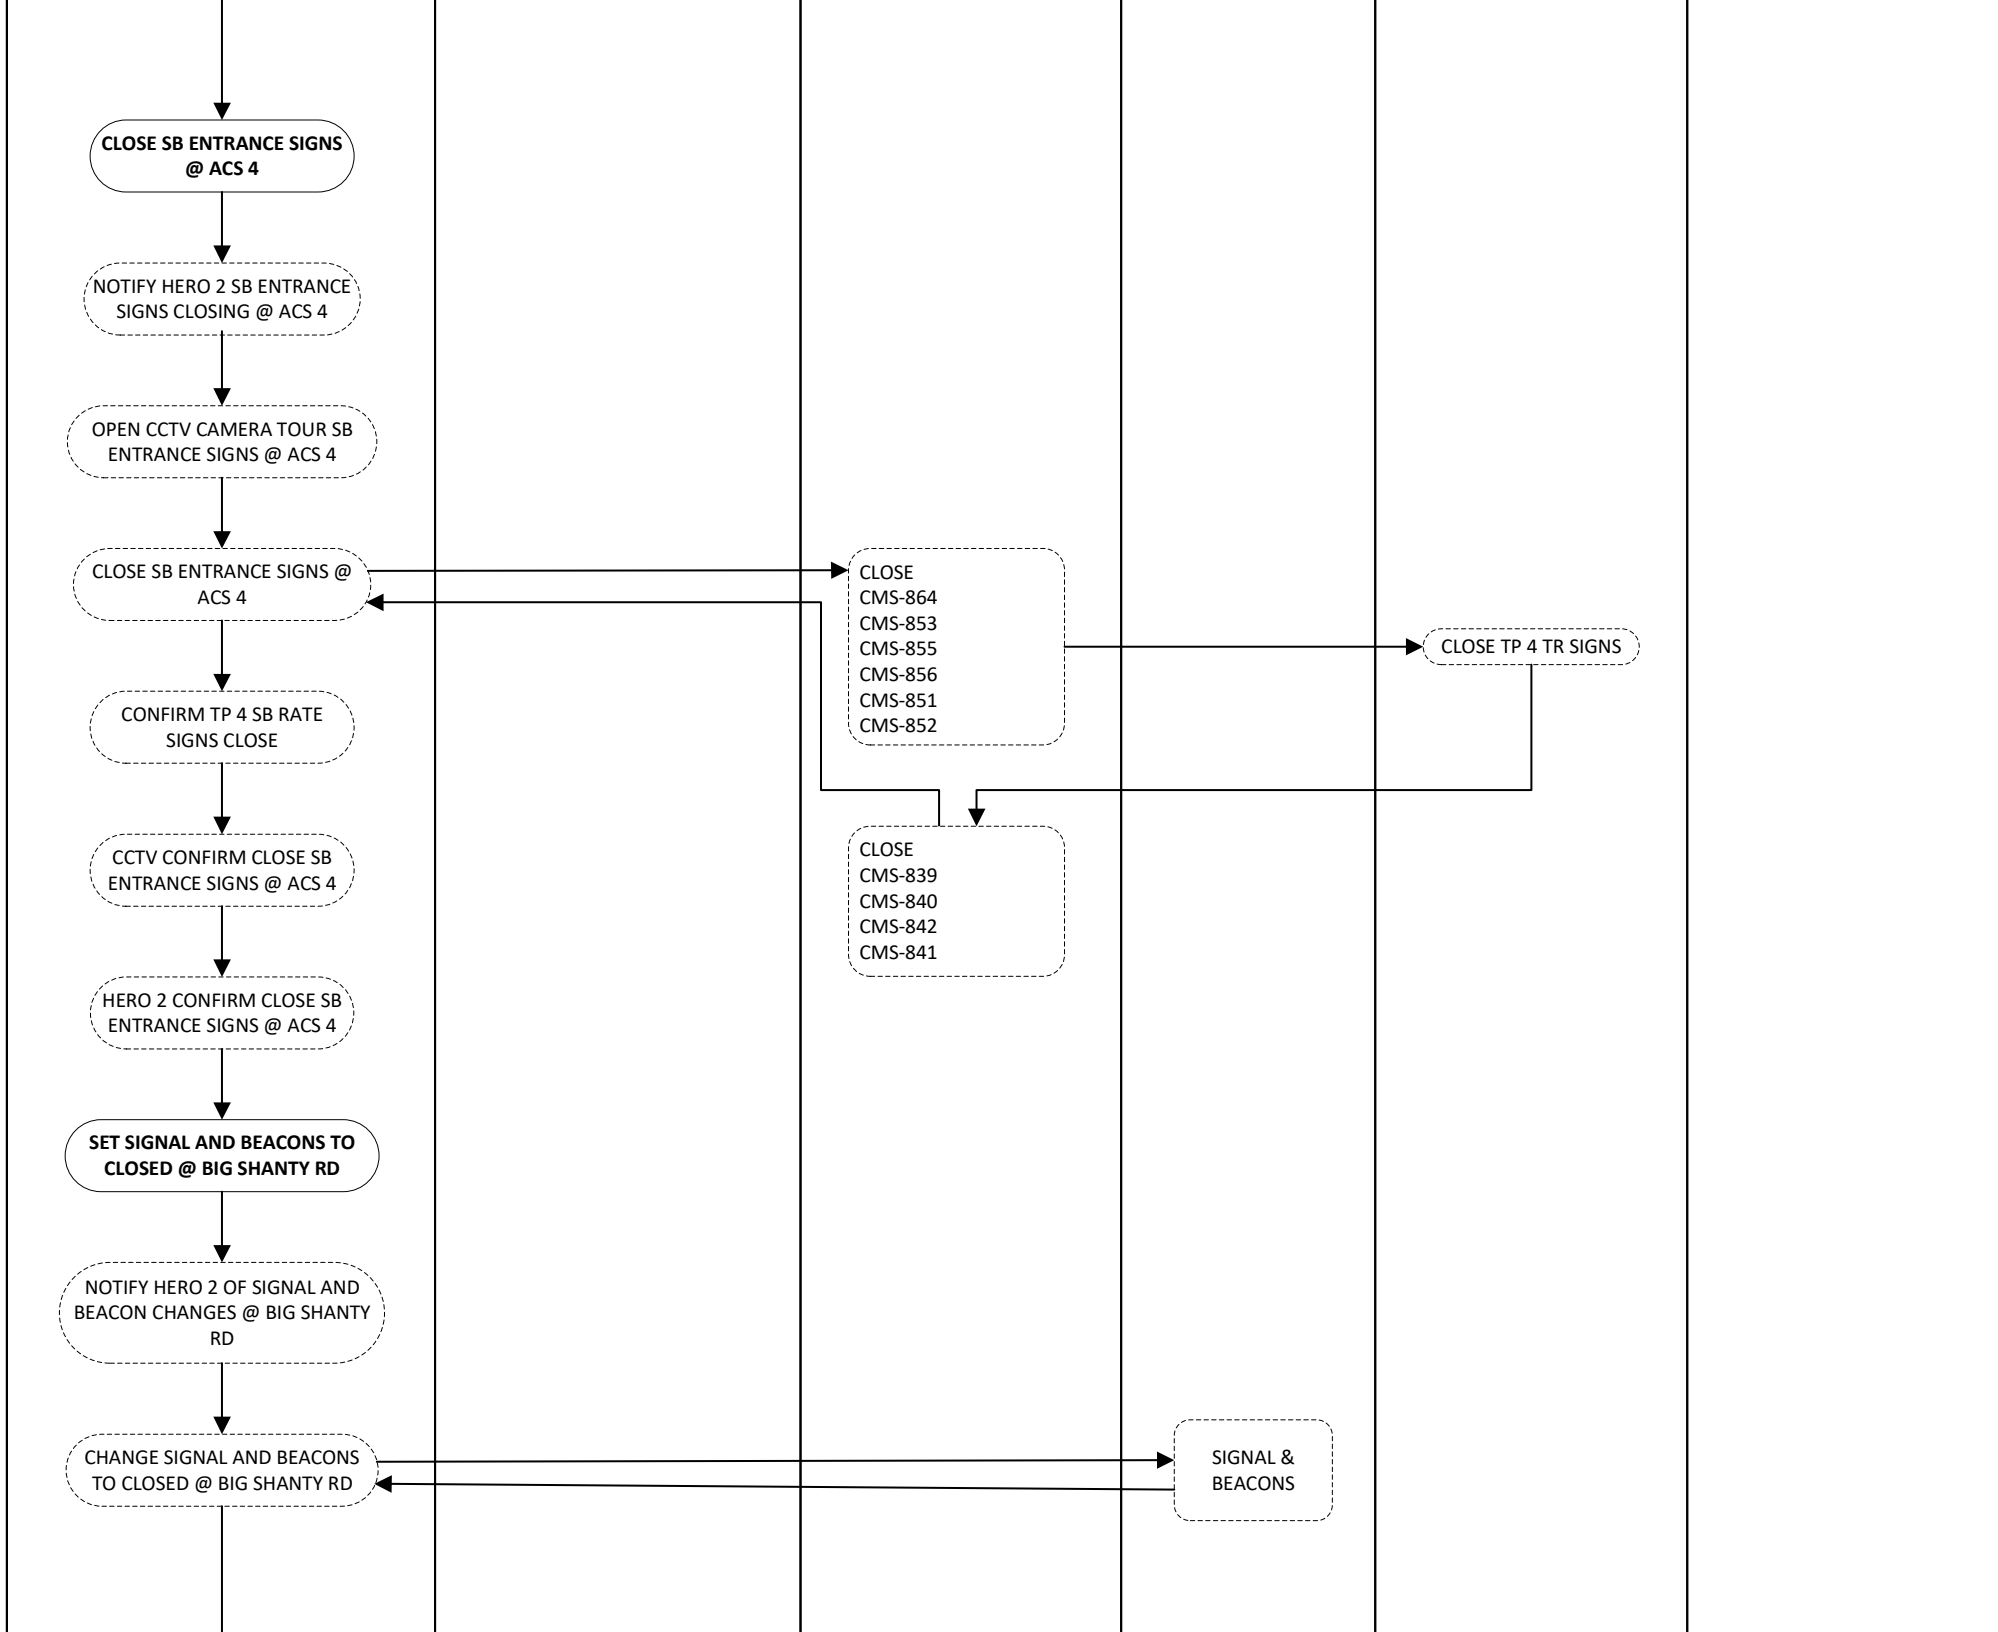 CLOSE SB ENTRANCE SIGNS
@ ACS 4
NOTIFY HERO 2 SB ENTRANCE
SIGNS CLOSING @ ACS 4
OPEN CCTV CAMERA TOUR SB
ENTRANCE SIGNS @ ACS 4
CLOSE SB ENTRANCE SIGNS @
ACS 4
CLOSE
CMS-864
CMS-853
CMS-855
CMS-856
CMS-851
CMS-852
CLOSE TP 4 TR SIGNS
CONFIRM TP 4 SB RATE
SIGNS CLOSE
CCTV CONFIRM CLOSE SB
ENTRANCE SIGNS @ ACS 4
CLOSE
CMS-839
CMS-840
CMS-842
CMS-841
HERO 2 CONFIRM CLOSE SB
ENTRANCE SIGNS @ ACS 4
SET SIGNAL AND BEACONS TO
CLOSED @ BIG SHANTY RD
NOTIFY HERO 2 OF SIGNAL AND
BEACON CHANGES @ BIG SHANTY
RD
CHANGE SIGNAL AND BEACONS
TO CLOSED @ BIG SHANTY RD
SIGNAL &
BEACONS